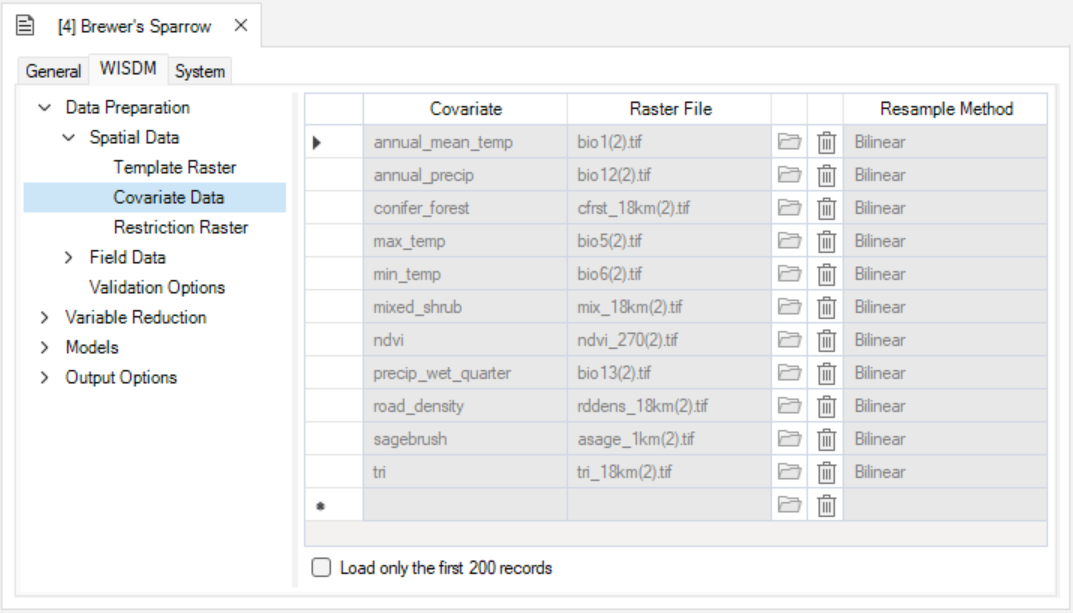 [4] Brewer's Sparrow
General WISDM System
Data Preparation
Spatial Data
Template Raster
Covariate Data
Restriction Raster
Field Data
Validation Options
Variable Reduction
Models
Output Options
Covariate Raster File Resample Method
annual_mean_temp bio1(2).tif Bilinear
annual_precip bio12(2).tif Bilinear
conifer_forest cfrst_18km(2).tif Bilinear
max_temp bio5(2).tif Bilinear
min_temp bio6(2).tif Bilinear
mixed_shrub mix_18km(2).tif Bilinear
ndvi ndvi_270(2).tif Bilinear
precip_wet_quarter bio13(2).tif Bilinear
road_density rddens_18km(2).tif Bilinear
sagebrush asage_1km(2).tif Bilinear
tri tri_18km(2).tif Bilinear
Load only the first 200 records